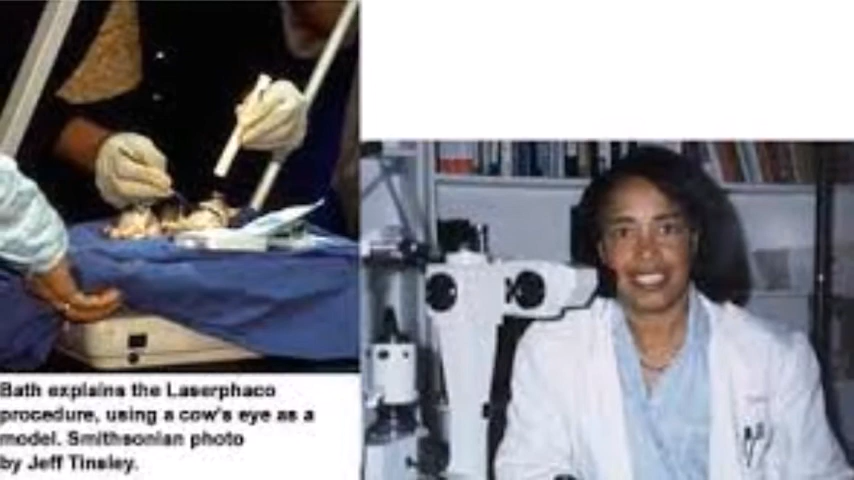 Bath explains the Laserphaco
procedure, using a cow's eye as a
model. Smithsonian photo
by Jeff Tinsley.